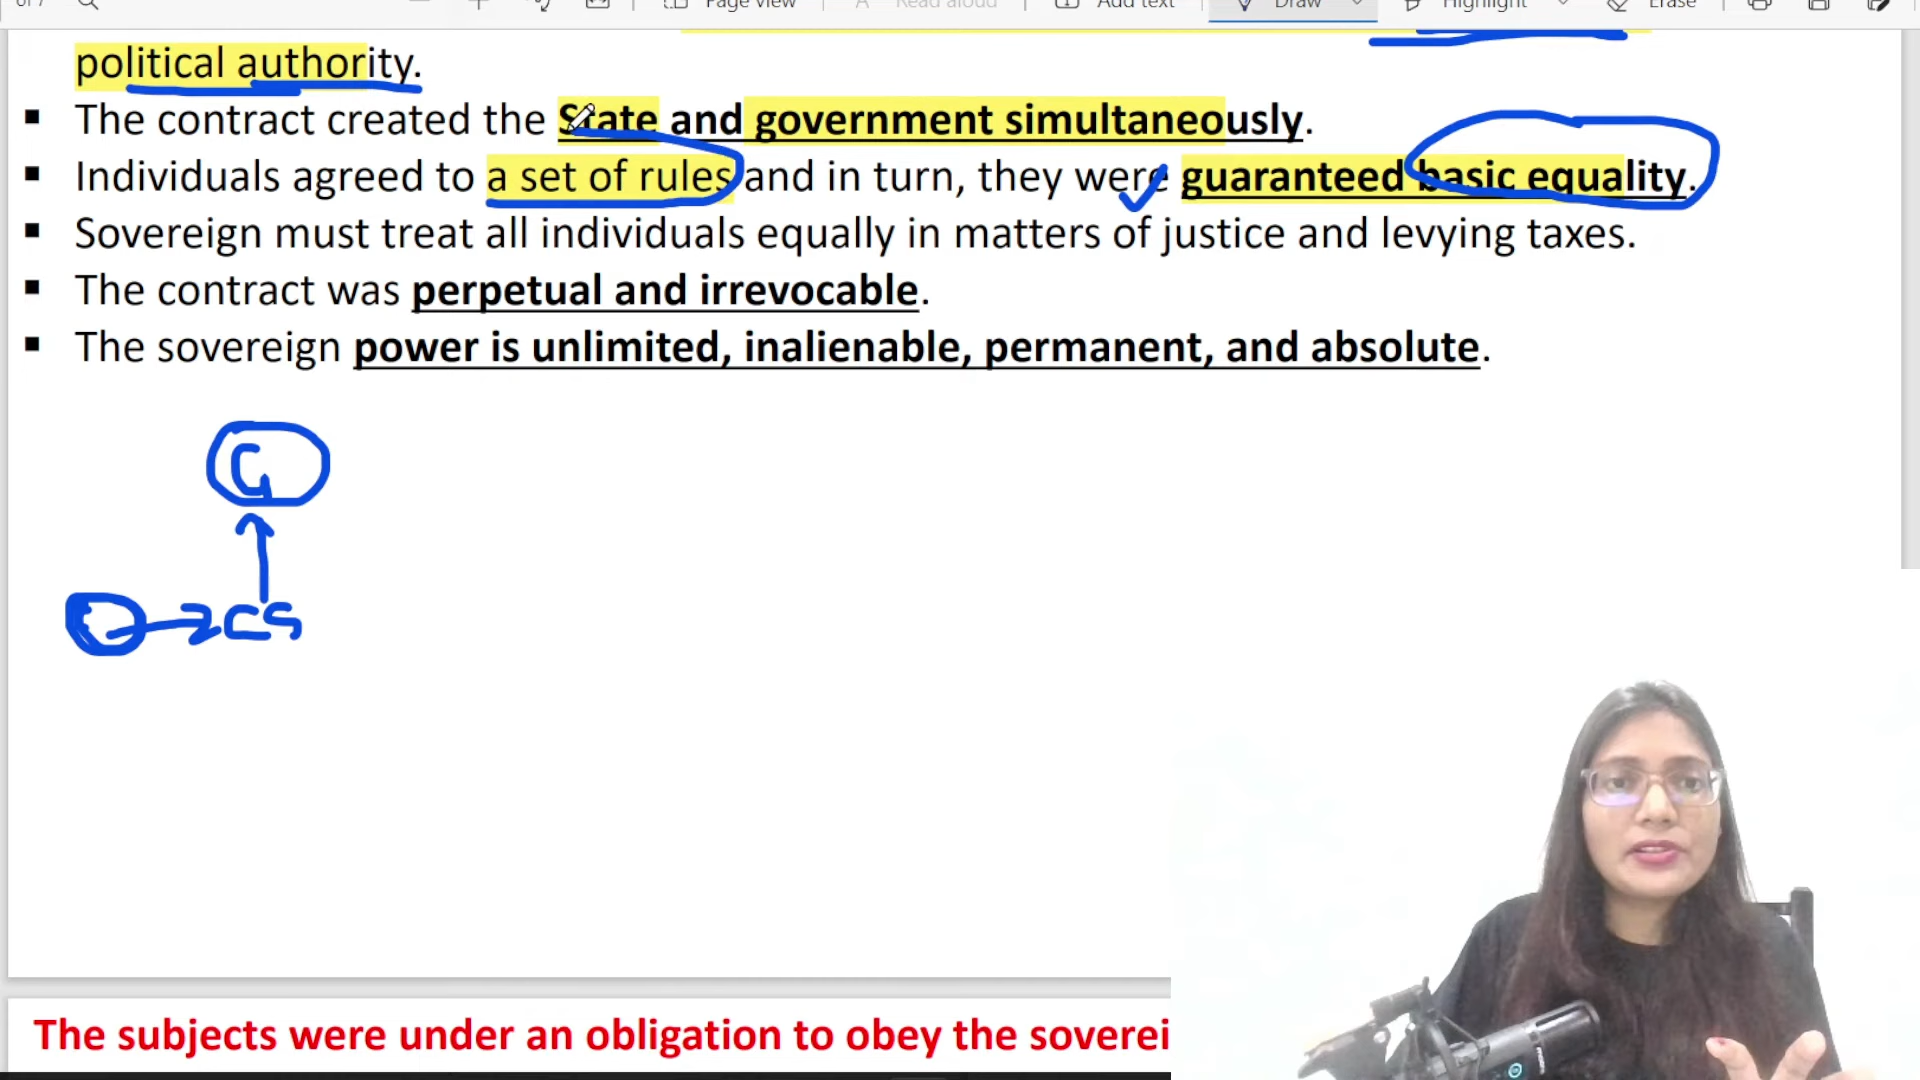 Page view
Read aloud
Add text
Draw
Highlight
Erase
political authority.
▪ The contract created the State and government simultaneously.
▪ Individuals agreed to a set of rules and in turn, they were guaranteed basic equality.
▪ Sovereign must treat all individuals equally in matters of justice and levying taxes.
▪ The contract was perpetual and irrevocable.
▪ The sovereign power is unlimited, inalienable, permanent, and absolute.
G
CS
The subjects were under an obligation to obey the soverei